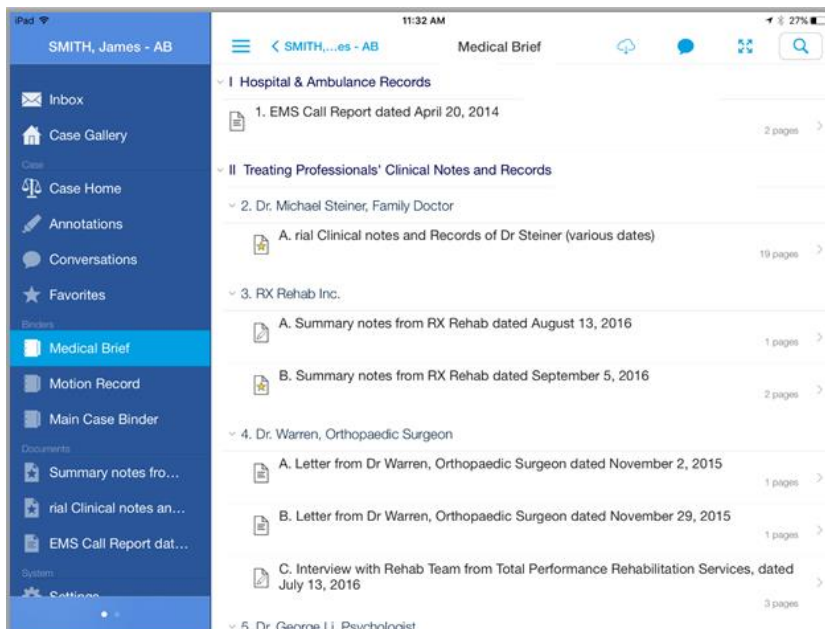 iPad
11:32 AM
27%
SMITH, James - AB
SMITH,...es - AB
Medical Brief
Inbox
Case Gallery
Case
Case Home
Annotations
Conversations
Favorites
Binders
Medical Brief
Motion Record
Main Case Binder
Documents
Summary notes fro...
rial Clinical notes an...
EMS Call Report dat...
System
Settings
I Hospital & Ambulance Records
1. EMS Call Report dated April 20, 2014
2 pages
II Treating Professionals' Clinical Notes and Records
2. Dr. Michael Steiner, Family Doctor
A. rial Clinical notes and Records of Dr Steiner (various dates)
19 pages
3. RX Rehab Inc.
A. Summary notes from RX Rehab dated August 13, 2016
1 pages
B. Summary notes from RX Rehab dated September 5, 2016
2 pages
4. Dr. Warren, Orthopaedic Surgeon
A. Letter from Dr Warren, Orthopaedic Surgeon dated November 2, 2015
1 pages
B. Letter from Dr Warren, Orthopaedic Surgeon dated November 29, 2015
1 pages
C. Interview with Rehab Team from Total Performance Rehabilitation Services, dated
July 13, 2016
3 pages
5. Dr. George Li, Psychologist